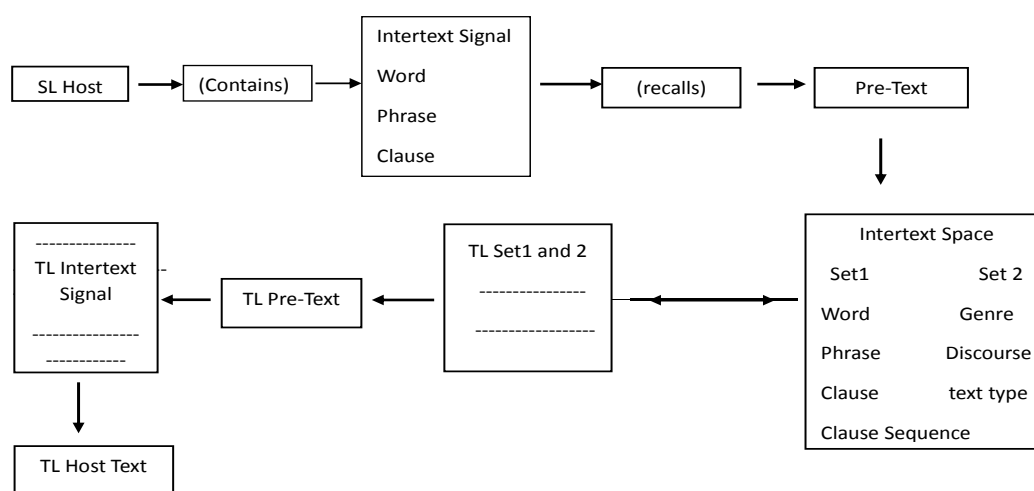 SL Host
(Contains)
Intertext Signal
Word
Phrase
Clause
(recalls)
Pre-Text
Intertext Space
Set1 Set 2
Word Genre
Phrase Discourse
Clause text type
Clause Sequence
TL Set1 and 2
-----------------
-------------------
TL Pre-Text
---------------
TL Intertext
Signal
----------------
------------
TL Host Text